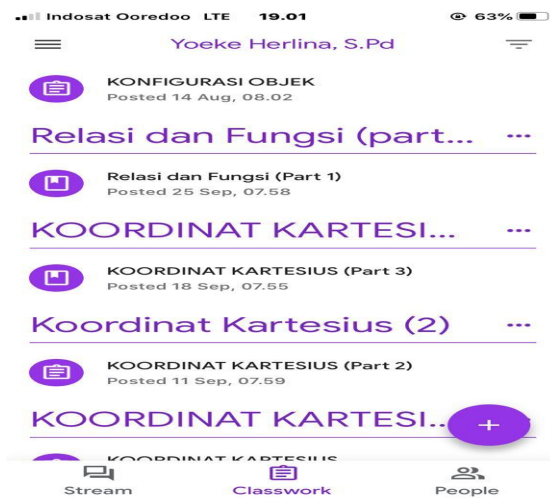 Indosat Ooredoo LTE 19.01 63%
Yoeke Herlina, S.Pd
KONFIGURASI OBJEK
Posted 14 Aug, 08.02
Relasi dan Fungsi (part...
Relasi dan Fungsi (Part 1)
Posted 25 Sep, 07.58
KOORDINAT KARTESI...
KOORDINAT KARTESIUS (Part 3)
Posted 18 Sep, 07.55
Koordinat Kartesius (2)
KOORDINAT KARTESIUS (Part 2)
Posted 11 Sep, 07.59
KOORDINAT KARTESI...
KOORDINAT KARTESIUS
Stream Classwork People